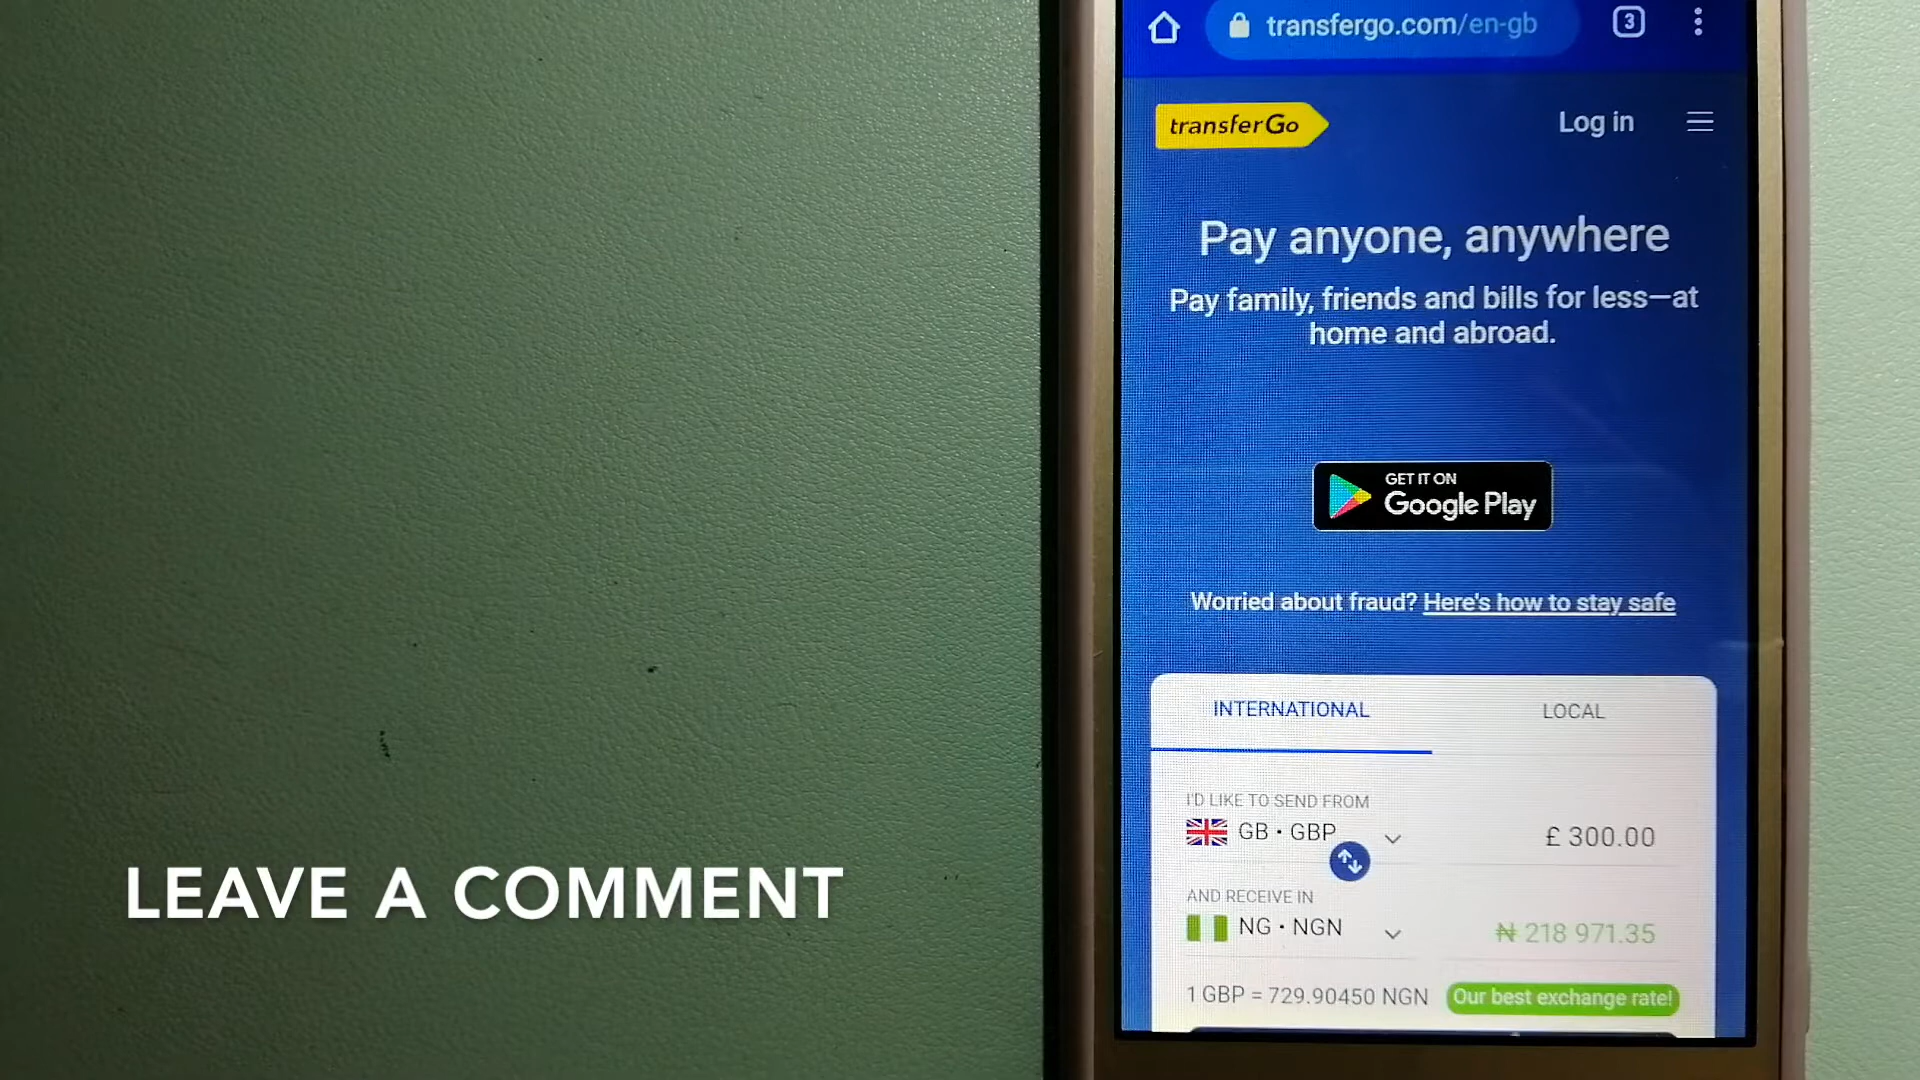 transfergo.com/en-gb
3
transferGo
Log in
Pay anyone, anywhere
Pay family, friends and bills for less—at
home and abroad.
GET IT ON
Google Play
Worried about fraud? Here's how to stay safe
INTERNATIONAL
LOCAL
I'D LIKE TO SEND FROM
GB • GBP
£ 300.00
AND RECEIVE IN
NG • NGN
₦ 218 971.35
1 GBP = 729.90450 NGN
Our best exchange rate!
LEAVE A COMMENT